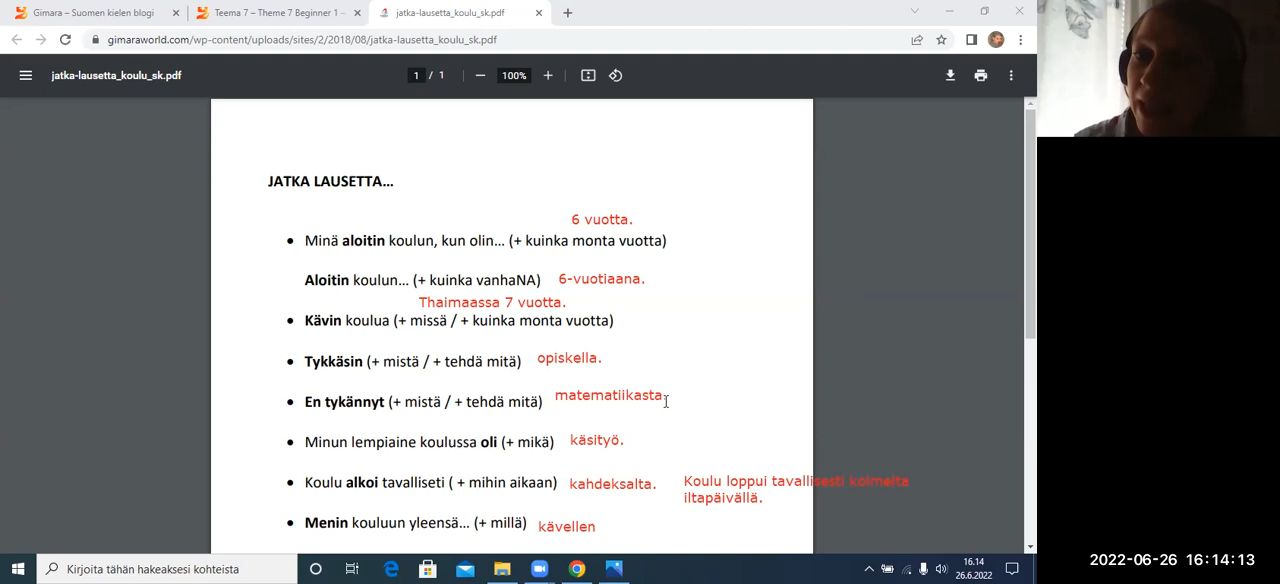 Gimara – Suomen kielen blogi
Teema 7 – Theme 7 Beginner 1 –
jatka-lausetta_koulu_sk.pdf
gimaraworld.com/wp-content/uploads/sites/2/2018/08/jatka-lausetta_koulu_sk.pdf
jatka-lausetta_koulu_sk.pdf
1 / 1
100%
JATKA LAUSETTA...
6 vuotta.
Minä aloitin koulun, kun olin... (+ kuinka monta vuotta)
Aloitin koulun... (+ kuinka vanhaNA) 6-vuotiaana.
Thaimaassa 7 vuotta.
Kävin koulua (+ missä / + kuinka monta vuotta)
Tykkäsin (+ mistä / + tehdä mitä) opiskella.
En tykännyt (+ mistä / + tehdä mitä) matematiikasta.
Minun lempiaine koulussa oli (+ mikä) käsityö.
Koulu alkoi tavalliseti ( + mihin aikaan) kahdeksalta. Koulu loppui tavallisesti kolmelta
iltapäivällä.
Menin kouluun yleensä... (+ millä) kävellen
Kirjoita tähän hakeaksesi kohteista
16.14
26.6.2022
2022-06-26 16:14:13